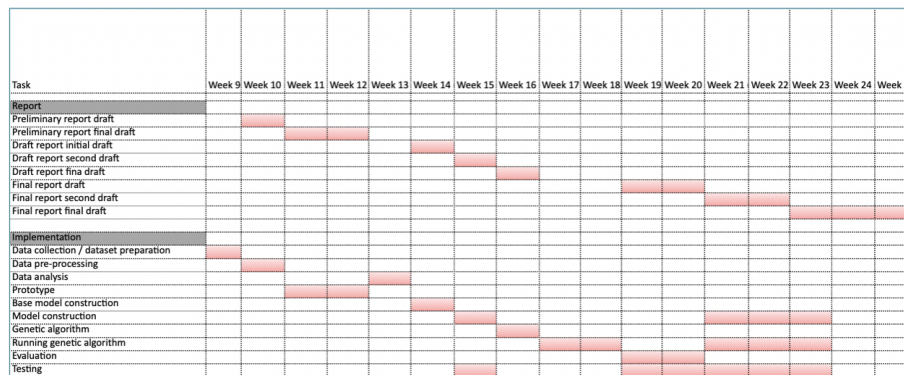 Task Week 9 Week 10 Week 11 Week 12 Week 13 Week 14 Week 15 Week 16 Week 17 Week 18 Week 19 Week 20 Week 21 Week 22 Week 23 Week 24 Week
Report
Preliminary report draft
Preliminary report final draft
Draft report initial draft
Draft report second draft
Draft report fina draft
Final report draft
Final report second draft
Final report final draft
Implementation
Data collection / dataset preparation
Data pre-processing
Data analysis
Prototype
Base model construction
Model construction
Genetic algorithm
Running genetic algorithm
Evaluation
Testing